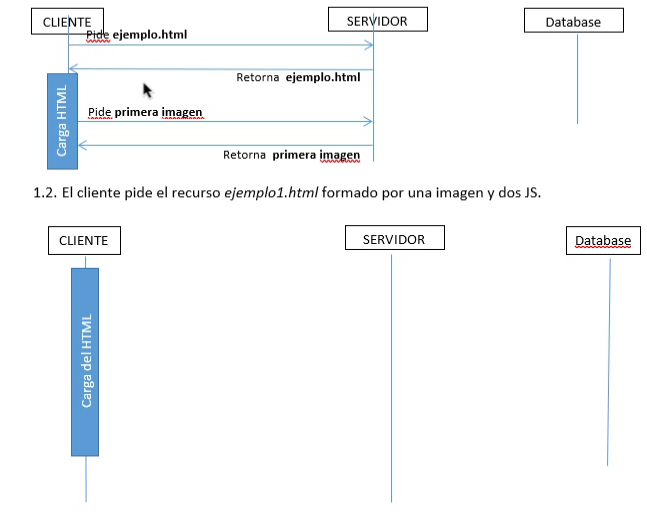 CLIENTE
SERVIDOR
Database
Pide ejemplo.html
Retorna ejemplo.html
Carga HTML
Pide primera imagen
Retorna primera imagen
1.2. El cliente pide el recurso ejemplo1.html formado por una imagen y dos JS.
CLIENTE
SERVIDOR
Database
Carga del HTML